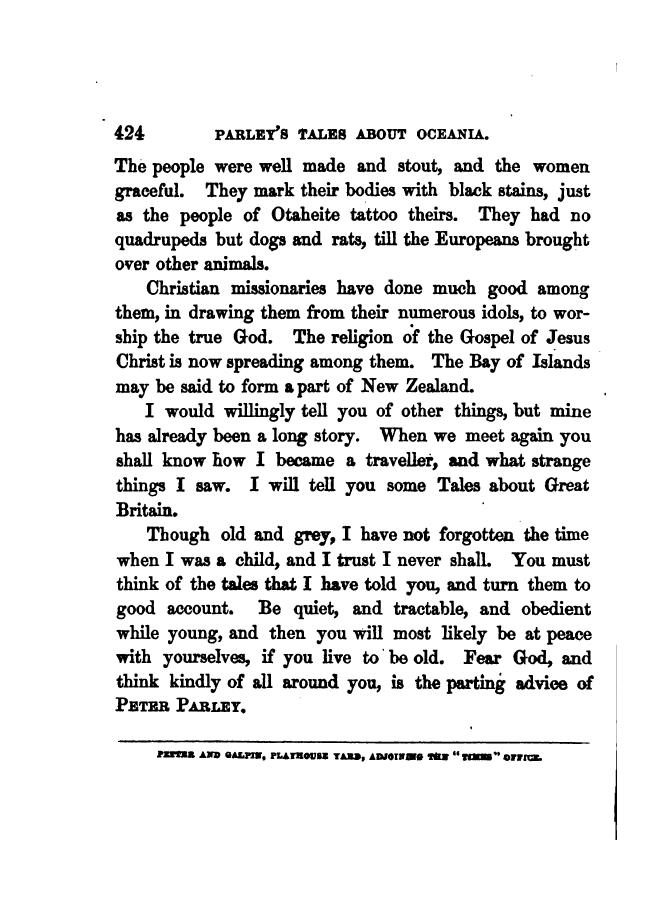 424 PARLEY'S TALES ABOUT OCEANIA.
The people were well made and stout, and the women
graceful. They mark their bodies with black stains, just
as the people of Otaheite tattoo theirs. They had no
quadrupeds but dogs and rats, till the Europeans brought
over other animals.
Christian missionaries have done much good among
them, in drawing them from their numerous idols, to wor-
ship the true God. The religion of the Gospel of Jesus
Christ is now spreading among them. The Bay of Islands
may be said to form a part of New Zealand.
I would willingly tell you of other things, but mine
has already been a long story. When we meet again you
shall know how I became a traveller, and what strange
things I saw. I will tell you some Tales about Great
Britain.
Though old and grey, I have not forgotten the time
when I was a child, and I trust I never shall. You must
think of the tales that I have told you, and turn them to
good account. Be quiet, and tractable, and obedient
while young, and then you will most likely be at peace
with yourselves, if you live to be old. Fear God, and
think kindly of all around you, is the parting advice of
PETER PARLEY.
PETTER AND GALPIN, PLAYHOUSE YARD, ADJOINING THE "TIMES" OFFICE.